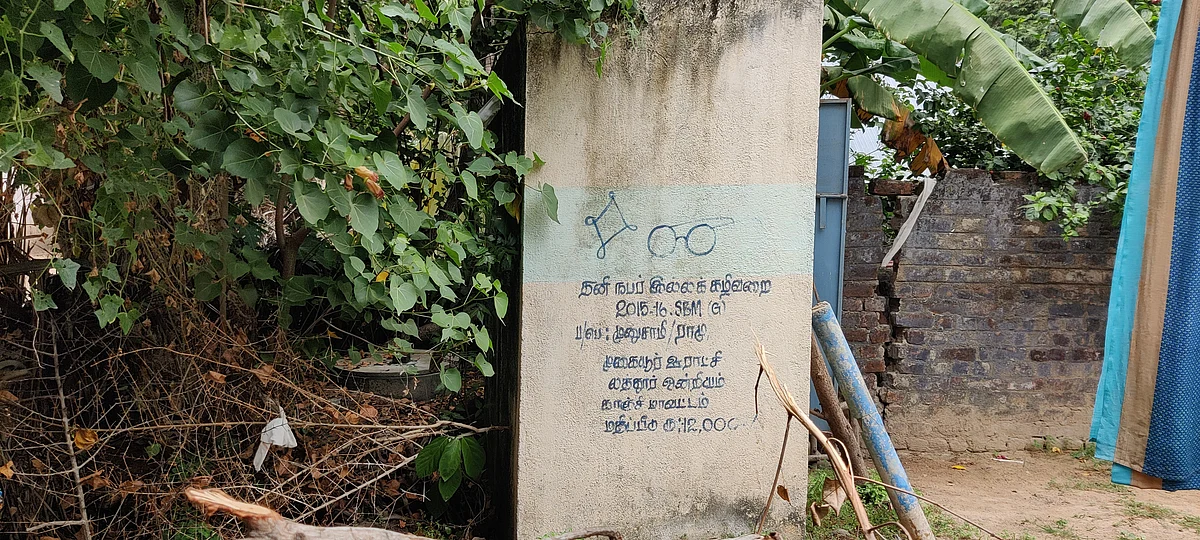 தனி நபர் இல்லக் கழிவறை
2015-16. SBM (G)
ப/பெ: முனுசாமி / ராமு
ஊராட்சி
லத்தூர் ஒன்றியம்
காஞ்சி மாவட்டம்
மதிப்பீடு ரூ:12,000